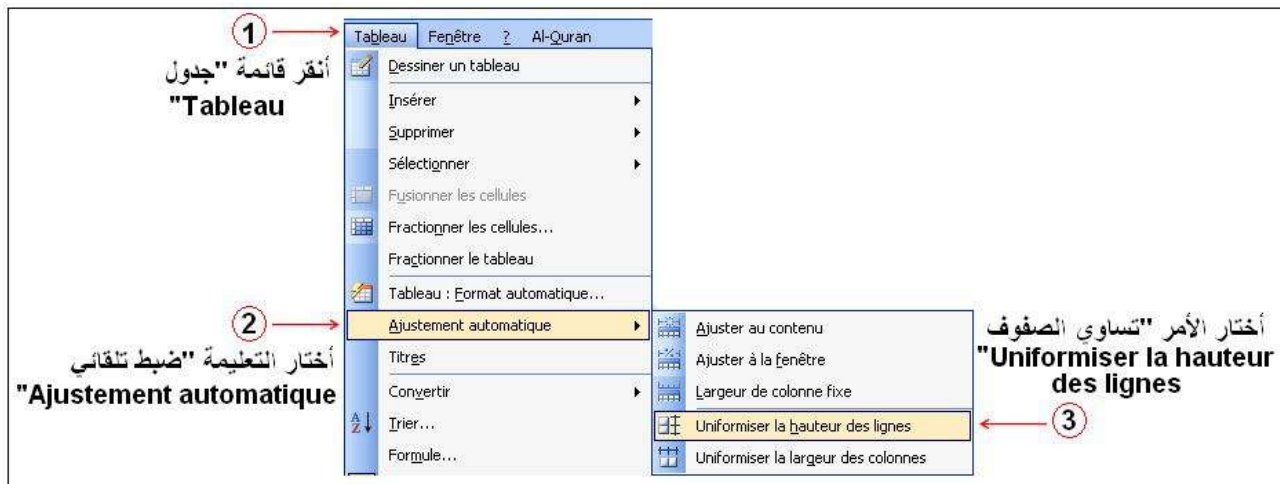 1
Tableau Fenêtre ? Al-Quran
أنقر قائمة "جدول
"Tableau
Dessiner un tableau
Insérer
Supprimer
Sélectionner
Fusionner les cellules
Fractionner les cellules...
Fractionner le tableau
Tableau : Format automatique...
2
Ajustement automatique
أختار التعليمة "ضبط تلقائي
"Ajustement automatique
Titres
Convertir
Trier...
Formule...
Ajuster au contenu
Ajuster à la fenêtre
Largeur de colonne fixe
Uniformiser la hauteur des lignes
Uniformiser la largeur des colonnes
أختار الأمر "تساوي الصفوف
"Uniformiser la hauteur
des lignes
3